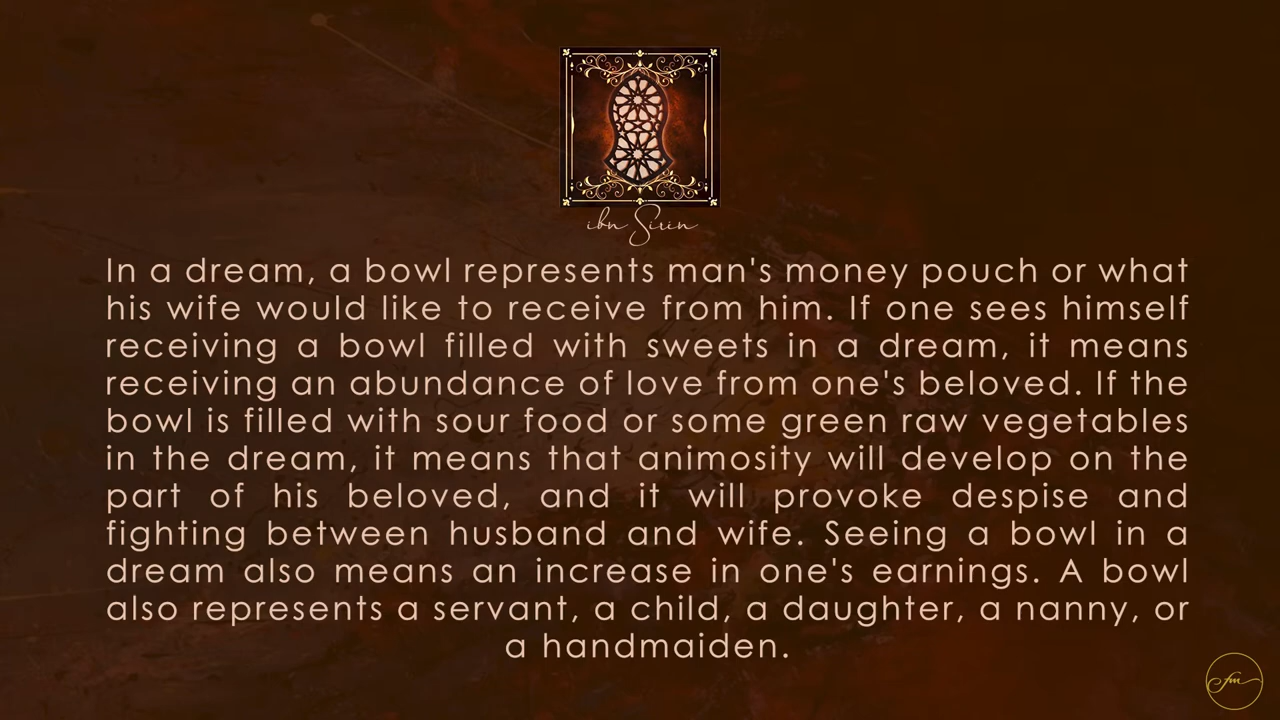 ibn Sirin
In a dream, a bowl represents man's money pouch or what
his wife would like to receive from him. If one sees himself
receiving a bowl filled with sweets in a dream, it means
receiving an abundance of love from one's beloved. If the
bowl is filled with sour food or some green raw vegetables
in the dream, it means that animosity will develop on the
part of his beloved, and it will provoke despise and
fighting between husband and wife. Seeing a bowl in a
dream also means an increase in one's earnings. A bowl
also represents a servant, a child, a daughter, a nanny, or
a handmaiden.
fm